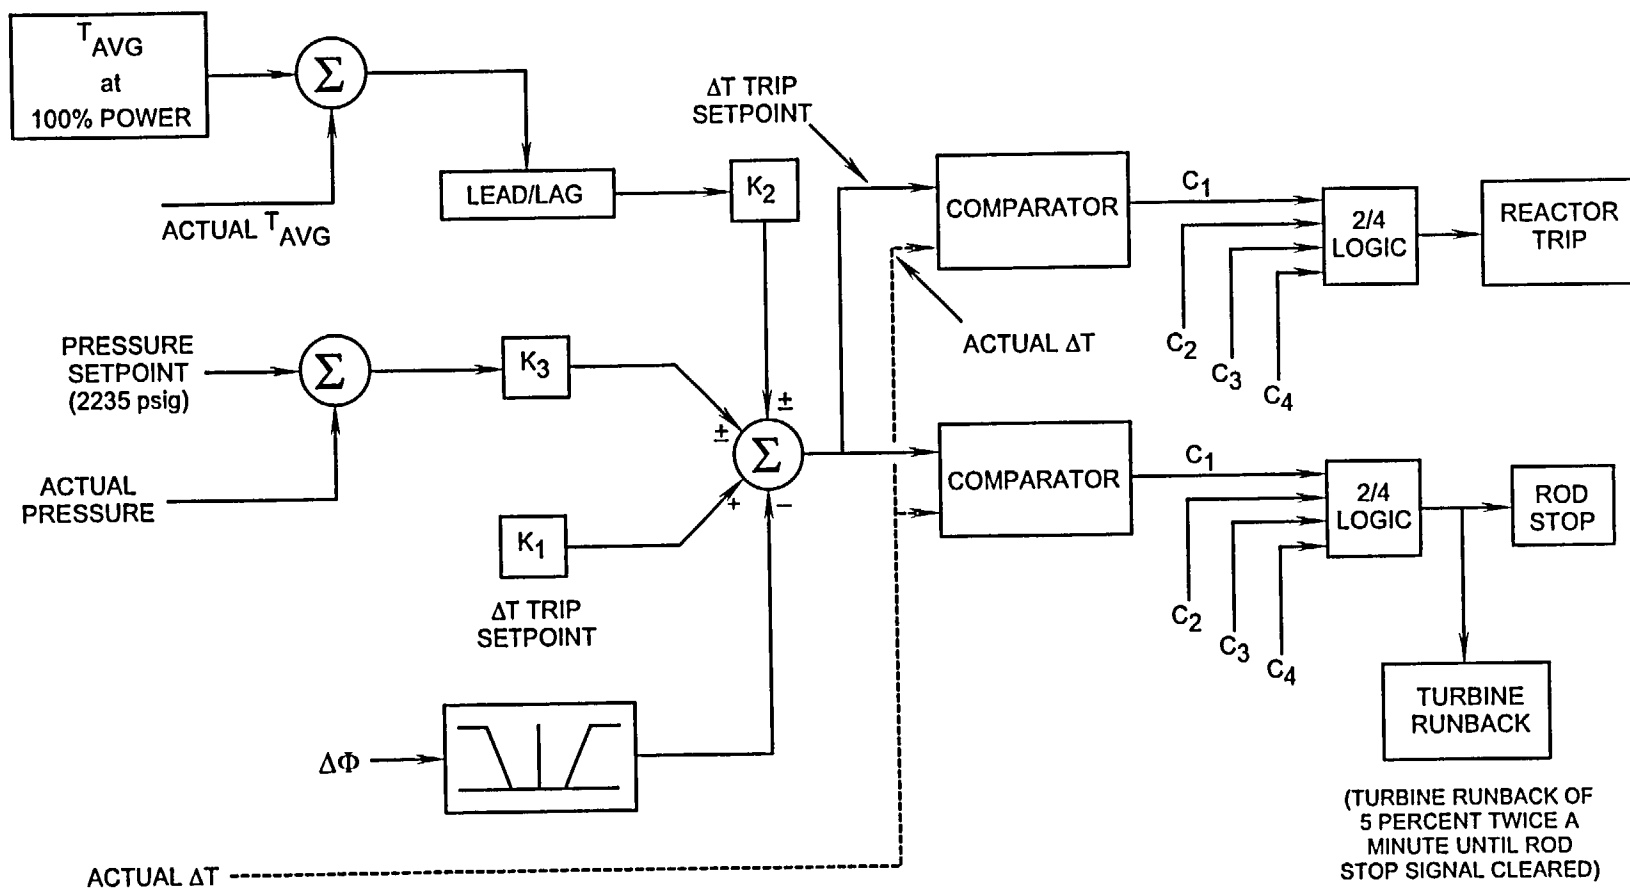 T AVG
at
100% POWER
Σ
ACTUAL T AVG
LEAD/LAG
K2
ΔT TRIP
SETPOINT
COMPARATOR
C1
2/4
LOGIC
REACTOR
TRIP
C2
C3
C4
ACTUAL ΔT
PRESSURE
SETPOINT
(2235 psig)
Σ
K3
ACTUAL
PRESSURE
±
±
Σ
+
−
K1
ΔT TRIP
SETPOINT
COMPARATOR
C1
2/4
LOGIC
ROD
STOP
C2
C3
C4
TURBINE
RUNBACK
(TURBINE RUNBACK OF
5 PERCENT TWICE A
MINUTE UNTIL ROD
STOP SIGNAL CLEARED)
ΔΦ
ACTUAL ΔT